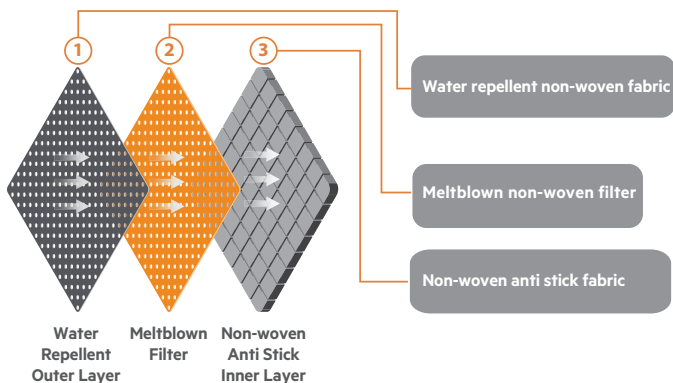 1
2
3
Water repellent non-woven fabric
Meltblown non-woven filter
Non-woven anti stick fabric
Water
Repellent
Outer Layer
Meltblown
Filter
Non-woven
Anti Stick
Inner Layer